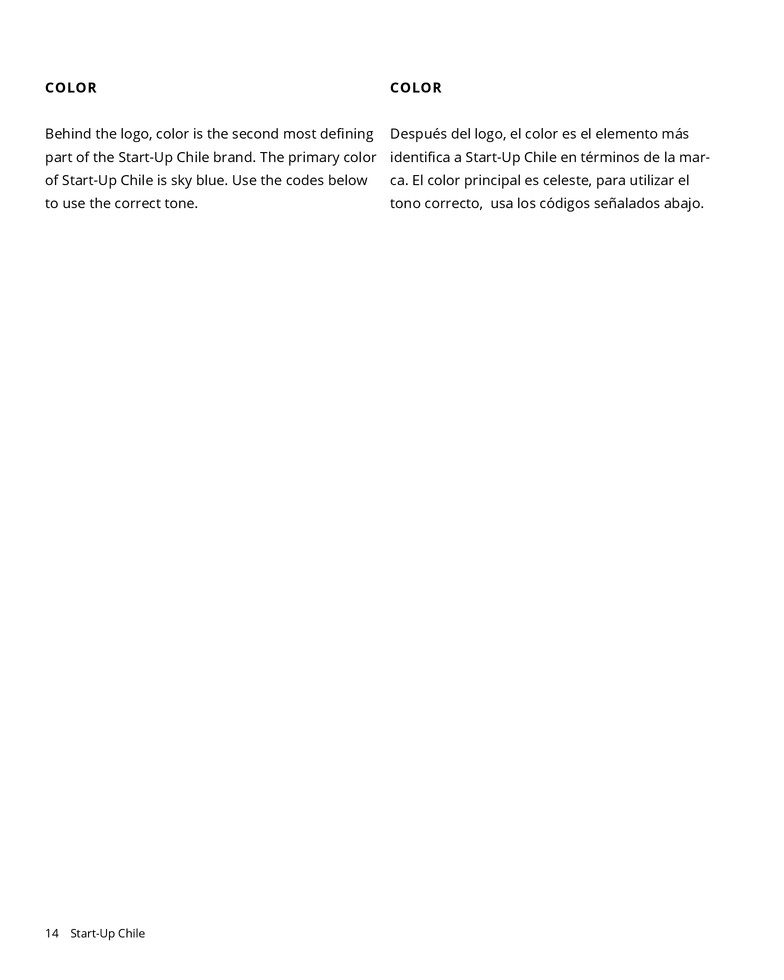 COLOR
Behind the logo, color is the second most defining
part of the Start-Up Chile brand. The primary color
of Start-Up Chile is sky blue. Use the codes below
to use the correct tone.
COLOR
Después del logo, el color es el elemento más
identifica a Start-Up Chile en términos de la mar-
ca. El color principal es celeste, para utilizar el
tono correcto,  usa los códigos señalados abajo.
14 Start-Up Chile